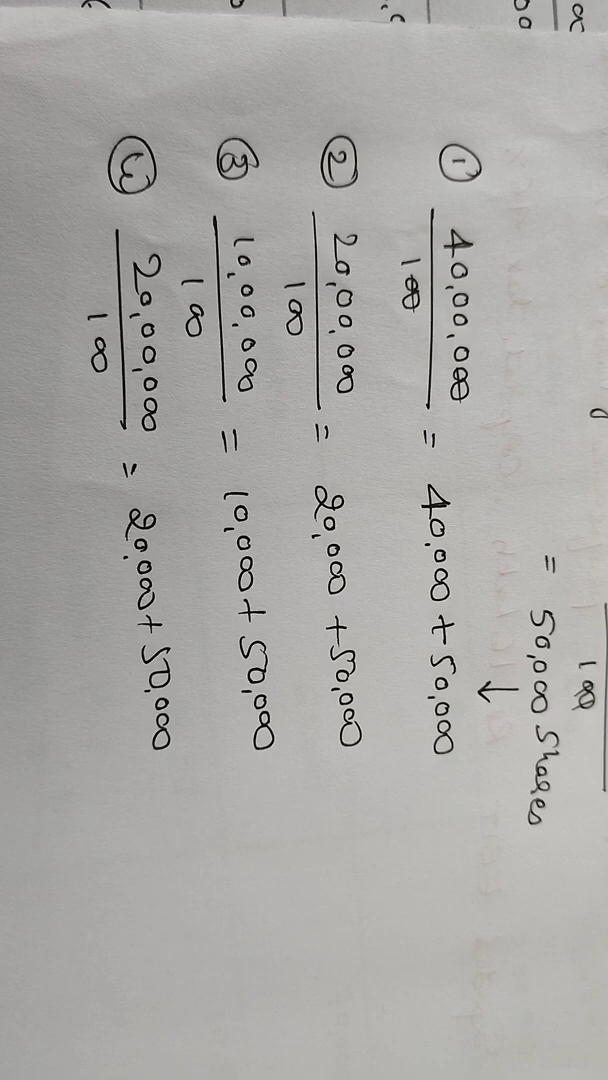 100
= 50,000 Shares
↓
① 40,00,000 / 100 = 40,000 + 50,000
② 20,00,000 / 100 = 20,000 + 50,000
③ 10,00,000 / 100 = 10,000 + 50,000
④ 20,00,000 / 100 = 20,000 + 50,000